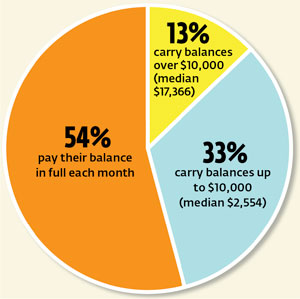 13%
carry balances
over $10,000
(median
$17,366)
54%
pay their balance
in full each month
33%
carry balances up
to $10,000
(median $2,554)